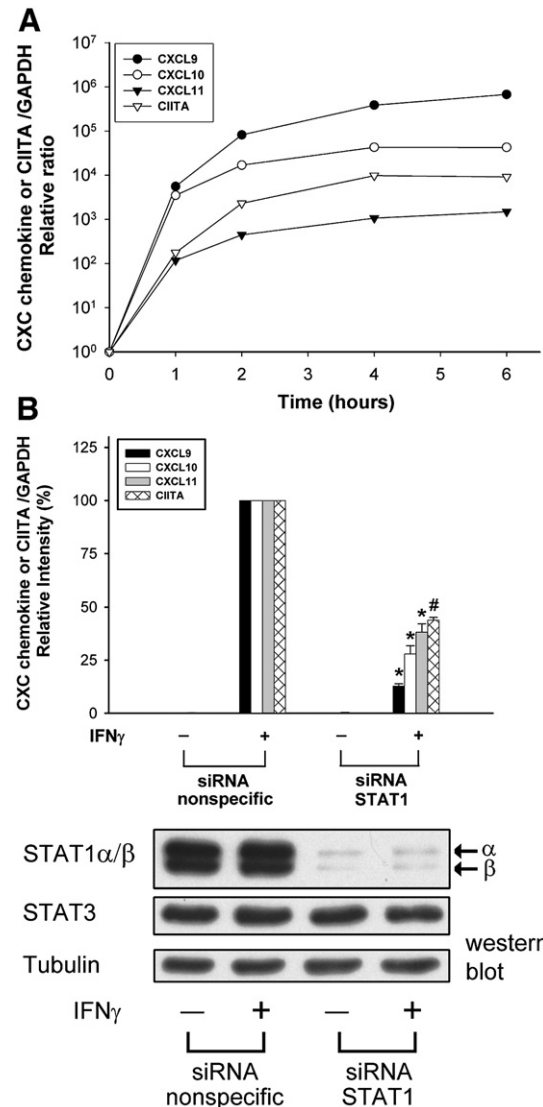 A
CXC chemokine or CIITA /GAPDH
Relative ratio
10⁷
10⁶
10⁵
10⁴
10³
10²
10¹
10⁰
CXCL9
CXCL10
CXCL11
CIITA
0 1 2 3 4 5 6
Time (hours)
B
CXC chemokine or CIITA /GAPDH
Relative Intensity (%)
125
100
75
50
25
0
CXCL9
CXCL10
CXCL11
CIITA
* * * #
IFNγ – + – +
siRNA nonspecific
siRNA STAT1
STAT1α/β
α
β
STAT3
Tubulin
western
blot
IFNγ — + — +
siRNA nonspecific
siRNA STAT1